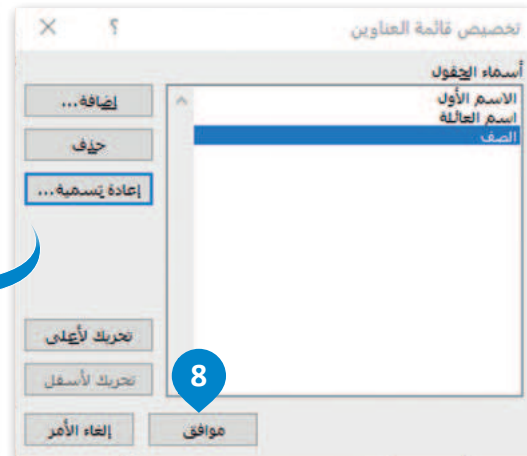 تخصيص قائمة العناوين
؟ ×
أسماء الحقول
الاسم الأول
اسم العائلة
الصف
إضافة...
حذف
إعادة تسمية...
تحريك لأعلى
تحريك لأسفل
8
موافق
إلغاء الأمر